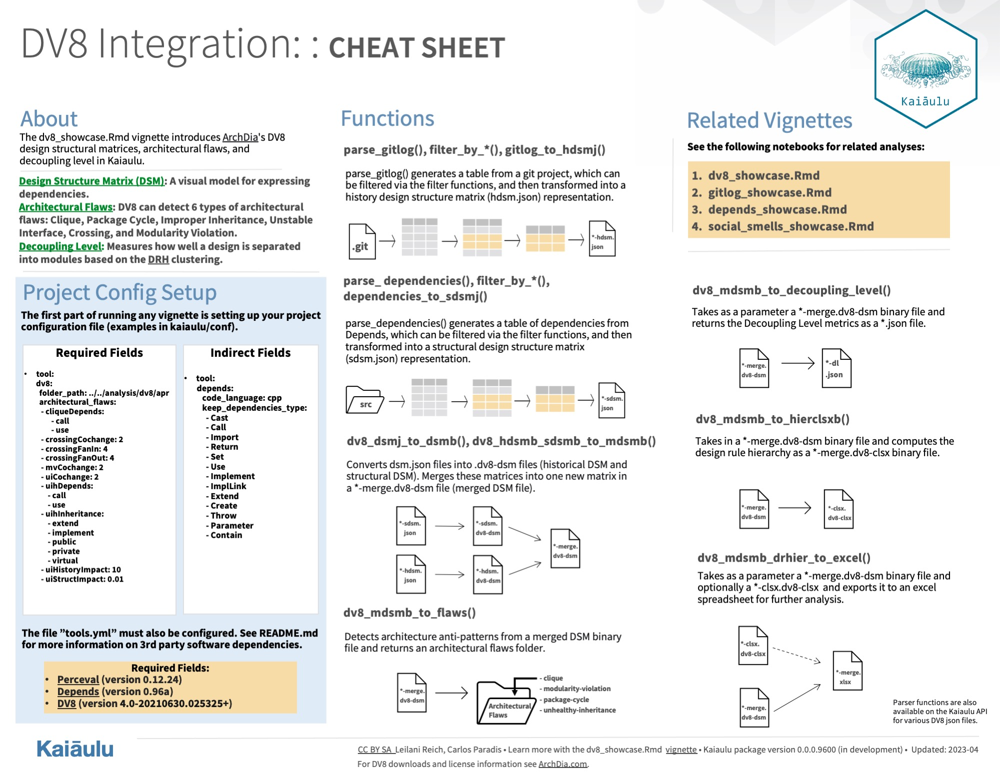 DV8 Integration: : CHEAT SHEET
Kaiāulu
About
The dv8_showcase.Rmd vignette introduces ArchDia's DV8
design structural matrices, architectural flaws, and
decoupling level in Kaiaulu.
Design Structure Matrix (DSM): A visual model for expressing
dependencies.
Architectural Flaws: DV8 can detect 6 types of architectural
flaws: Clique, Package Cycle, Improper Inheritance, Unstable
Interface, Crossing, and Modularity Violation.
Decoupling Level: Measures how well a design is separated
into modules based on the DRH clustering.
Project Config Setup
The first part of running any vignette is setting up your project
configuration file (examples in kaiaulu/conf).
Required Fields
• tool:
dv8:
folder_path: ../../analysis/dv8/apr
architectural_flaws:
- cliqueDepends:
- call
- use
- crossingCochange: 2
- crossingFanIn: 4
- crossingFanOut: 4
- mvCochange: 2
- uiCochange: 2
- uihDepends:
- call
- use
- uihInheritance:
- extend
- implement
- public
- private
- virtual
- uiHistoryImpact: 10
- uiStructImpact: 0.01
Indirect Fields
• tool:
depends:
code_language: cpp
keep_dependencies_type:
- Cast
- Call
- Import
- Return
- Set
- Use
- Implement
- ImplLink
- Extend
- Create
- Throw
- Parameter
- Contain
The file ”tools.yml” must also be configured. See README.md
for more information on 3rd party software dependencies.
Required Fields:
• Perceval (version 0.12.24)
• Depends (version 0.96a)
• DV8 (version 4.0-20210630.025325+)
Functions
parse_gitlog(), filter_by_*(), gitlog_to_hdsmj()
parse_gitlog() generates a table from a git project, which can
be filtered via the filter functions, and then transformed into a
history design structure matrix (hdsm.json) representation.
.git
*-hdsm.
json
parse_ dependencies(), filter_by_*(),
dependencies_to_sdsmj()
parse_dependencies() generates a table of dependencies from
Depends, which can be filtered via the filter functions, and then
transformed into a structural design structure matrix
(sdsm.json) representation.
src
*-sdsm.
json
dv8_dsmj_to_dsmb(), dv8_hdsmb_sdsmb_to_mdsmb()
Converts dsm.json files into .dv8-dsm files (historical DSM and
structural DSM). Merges these matrices into one new matrix in
a *-merge.dv8-dsm file (merged DSM file).
*-sdsm.
json
*-sdsm.
dv8-dsm
*-merge.
dv8-dsm
*-hdsm.
json
*-hdsm.
dv8-dsm
dv8_mdsmb_to_flaws()
Detects architecture anti-patterns from a merged DSM binary
file and returns an architectural flaws folder.
*-merge.
dv8-dsm
Architectural
Flaws
- clique
- modularity-violation
- package-cycle
- unhealthy-inheritance
Related Vignettes
See the following notebooks for related analyses:
1. dv8_showcase.Rmd
2. gitlog_showcase.Rmd
3. depends_showcase.Rmd
4. social_smells_showcase.Rmd
dv8_mdsmb_to_decoupling_level()
Takes as a parameter a *-merge.dv8-dsm binary file and
returns the Decoupling Level metrics as a *.json file.
*-merge.
dv8-dsm
*-dl
.json
dv8_mdsmb_to_hierclsxb()
Takes in a *-merge.dv8-dsm binary file and computes the
design rule hierarchy as a *-merge.dv8-clsx binary file.
*-merge.
dv8-dsm
*-clsx.
dv8-clsx
dv8_mdsmb_drhier_to_excel()
Takes as a parameter a *-merge.dv8-dsm binary file and
optionally a *-clsx.dv8-clsx and exports it to an excel
spreadsheet for further analysis.
*-clsx.
dv8-clsx
*-merge.
xlsx
*-merge.
dv8-dsm
Parser functions are also
available on the Kaiaulu API
for various DV8 json files.
Kaiāulu
CC BY SA Leilani Reich, Carlos Paradis • Learn more with the dv8_showcase.Rmd vignette • Kaiaulu package version 0.0.0.9600 (in development) • Updated: 2023-04
For DV8 downloads and license information see ArchDia.com.